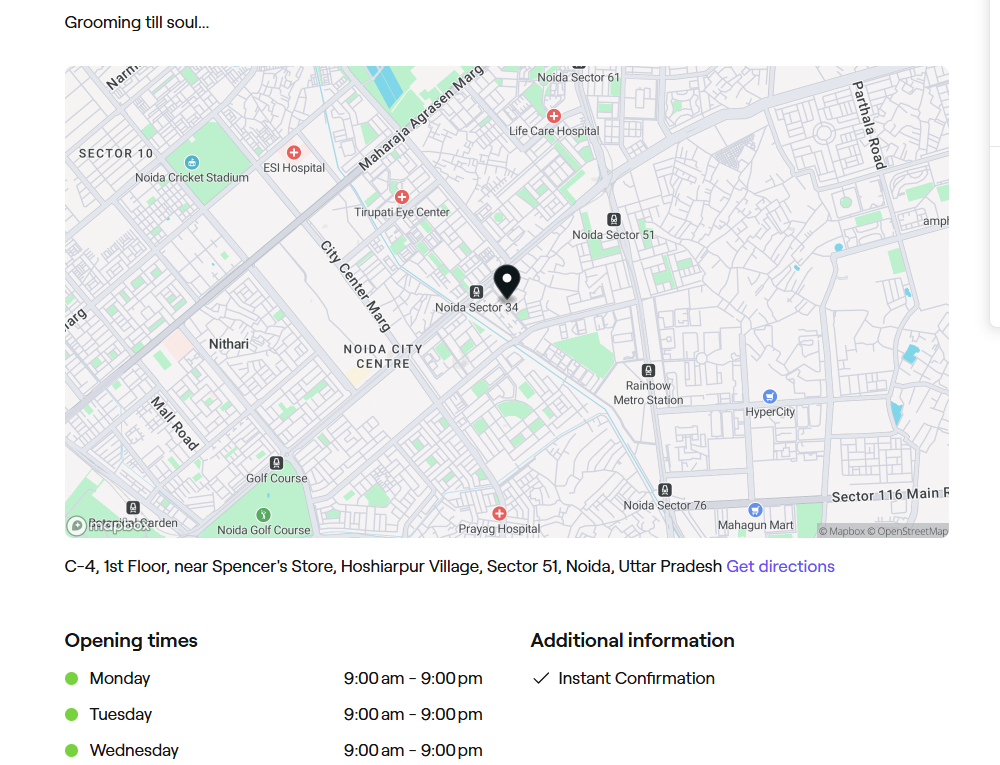 Grooming till soul...
Noida Sector 61
Maharaja Agrasen Marg
Parthala Road
Life Care Hospital
SECTOR 10
ESI Hospital
Noida Cricket Stadium
Tirupati Eye Center
Noida Sector 51
City Center Marg
Noida Sector 34
Nithari
NOIDA CITY
CENTRE
Rainbow
Metro Station
HyperCity
Mall Road
Golf Course
Noida Sector 76
Sector 116 Main R
Botanical Garden
mapbox
Noida Golf Course
Prayag Hospital
Mahagun Mart
© Mapbox © OpenStreetMap
C-4, 1st Floor, near Spencer's Store, Hoshiarpur Village, Sector 51, Noida, Uttar Pradesh Get directions
Opening times
Additional information
Monday 9:00 am - 9:00 pm
Instant Confirmation
Tuesday 9:00 am - 9:00 pm
Wednesday 9:00 am - 9:00 pm